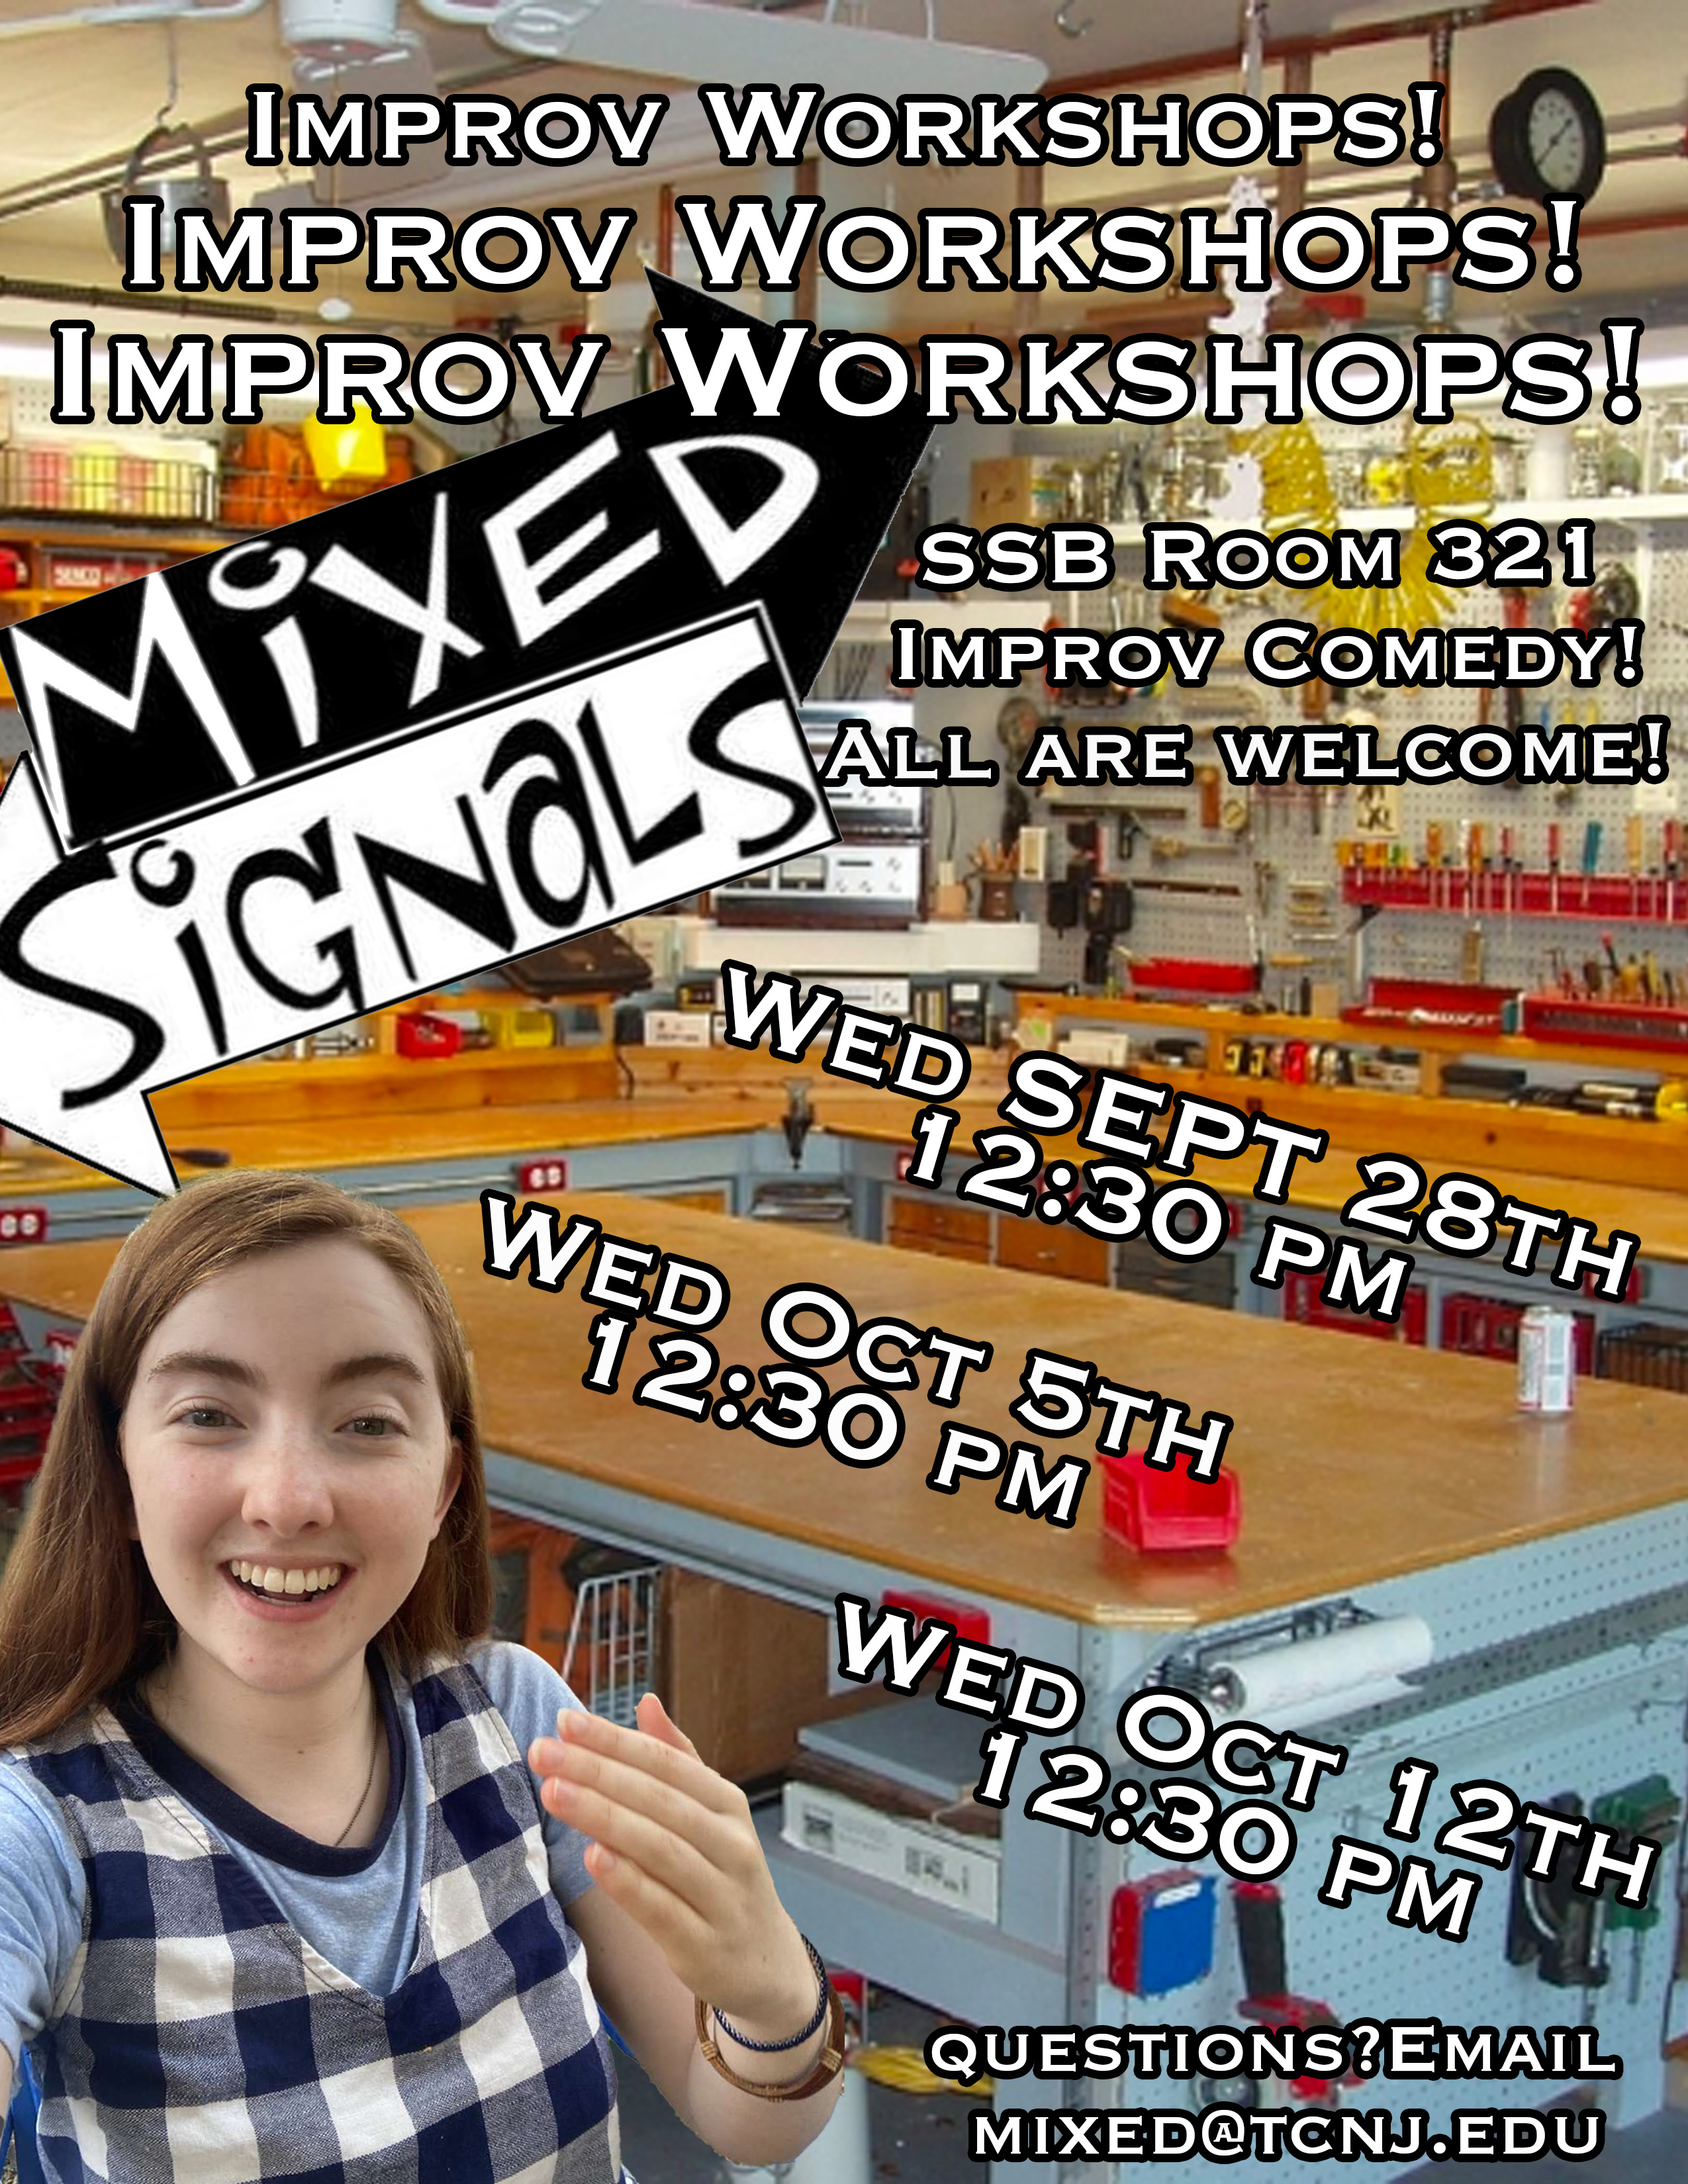 Improv Workshops!
Improv Workshops!
Improv Workshops!
MiXED
SiGNaLS
SSB Room 321
Improv Comedy!
All are welcome!
Wed SEPT 28th
12:30 pm
Wed Oct 5th
12:30 pm
Wed Oct 12th
12:30 pm
questions?Email
mixed@tcnj.edu